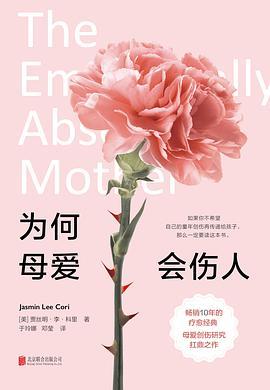 The
Em    lly
Abs
Mother
为何
母爱
会伤人
如果你不希望
自己的童年创伤再传递给孩子，
那么一定要读这本书。
Jasmin Lee Cori
[美] 贾丝明·李·科里 著
于玲娜 邓莹 译
畅销10年的
疗愈经典
母爱创伤研究
扛鼎之作
北京联合出版公司